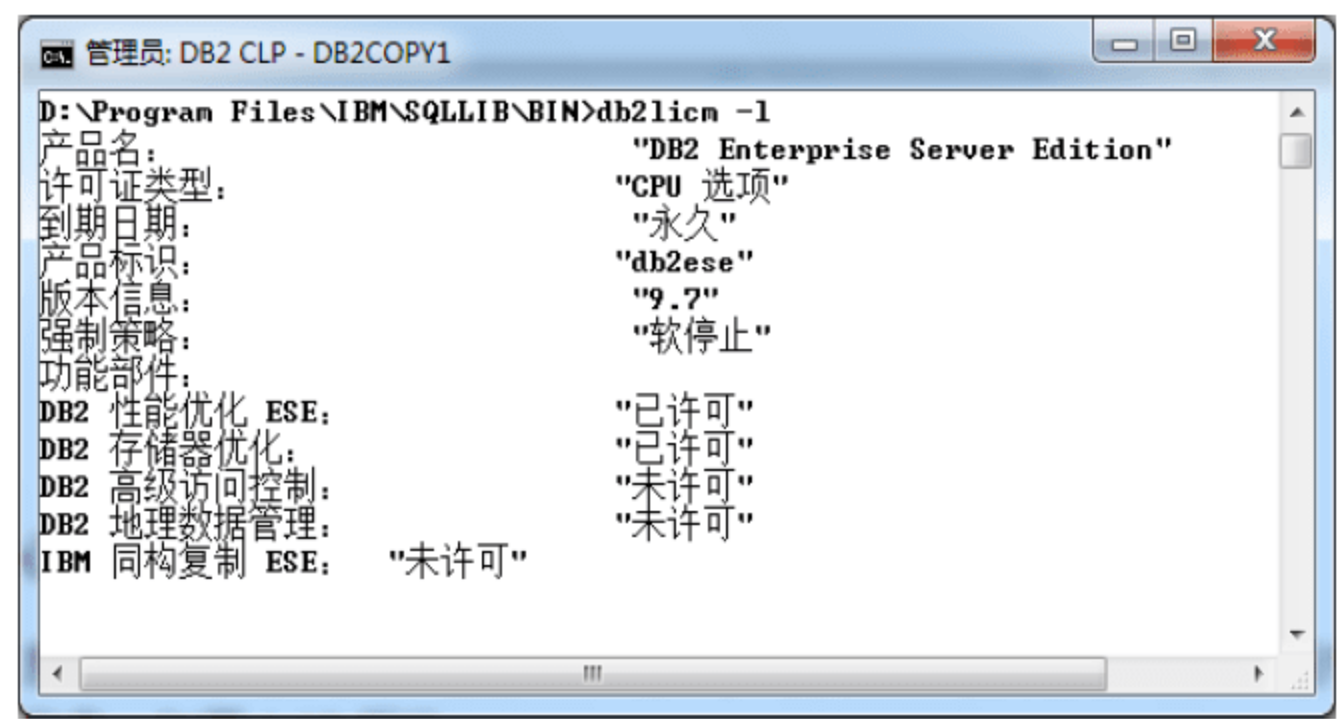 管理员: DB2 CLP - DB2COPY1
D:\Program Files\IBM\SQLLIB\BIN>db2licm -l
产品名： "DB2 Enterprise Server Edition"
许可证类型： "CPU 选项"
到期日期： "永久"
产品标识： "db2ese"
版本信息： "9.7"
强制策略： "软停止"
功能部件：
DB2 性能优化 ESE： "已许可"
DB2 存储器优化： "已许可"
DB2 高级访问控制： "未许可"
DB2 地理数据管理： "未许可"
IBM 同构复制 ESE： "未许可"